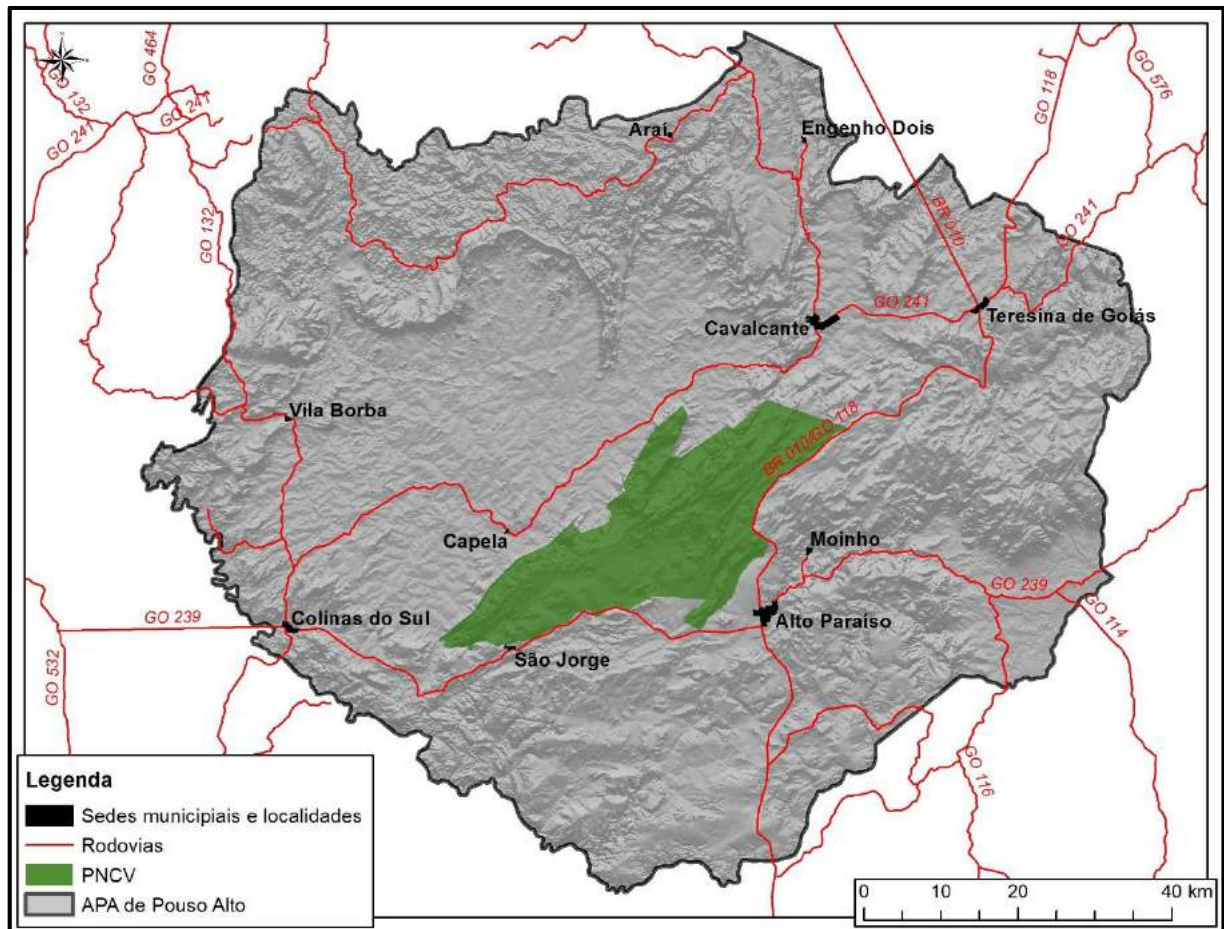 GO 464
GO 132
GO 241
GO 241
GO 132
GO 118
GO 576
Araí
Engenho Dois
BR 010
GO 241
GO 241
Cavalcante
Teresina de Goiás
Vila Borba
BR 010/GO 118
Capela
Moinho
GO 239
GO 239
GO 114
Colinas do Sul
Alto Paraíso
São Jorge
GO 532
GO 116
Legenda
Sedes municipiais e localidades
Rodovias
PNCV
APA de Pouso Alto
0 10 20 40 km